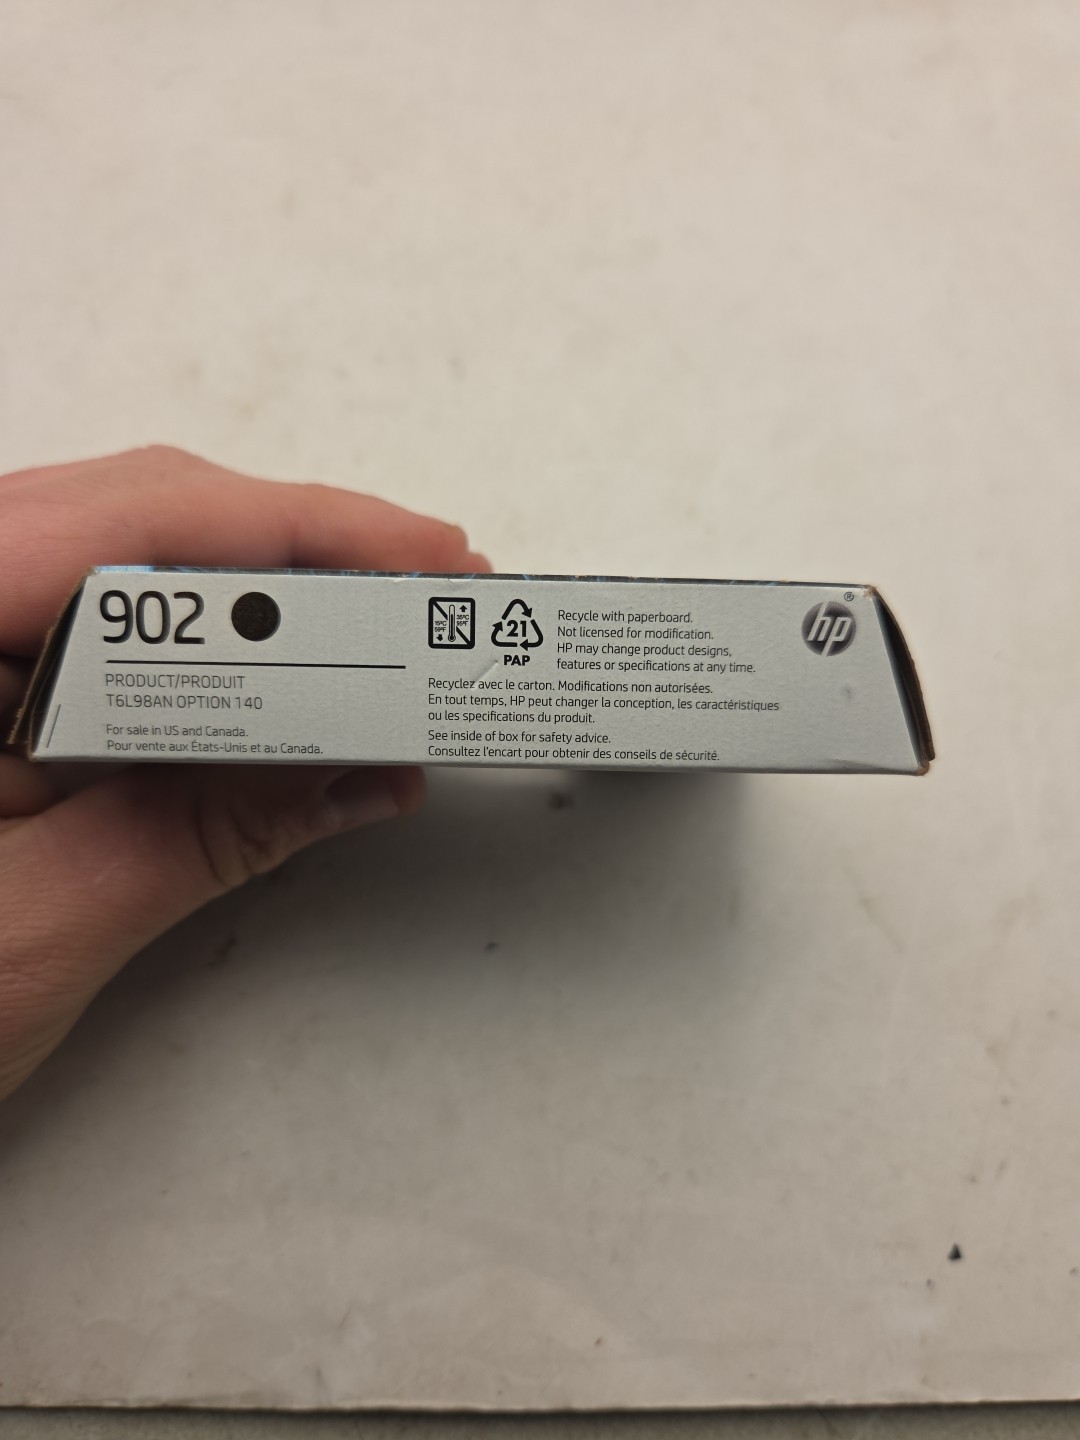 902
PRODUCT/PRODUIT
T6L98AN OPTION 140
For sale in US and Canada.
Pour vente aux États-Unis et au Canada.
15°C
59°F
35°C
95°F
21
PAP
Recycle with paperboard.
Not licensed for modification.
HP may change product designs,
features or specifications at any time.
Recyclez avec le carton. Modifications non autorisées.
En tout temps, HP peut changer la conception, les caractéristiques
ou les specifications du produit.
See inside of box for safety advice.
Consultez l'encart pour obtenir des conseils de sécurité.
hp®